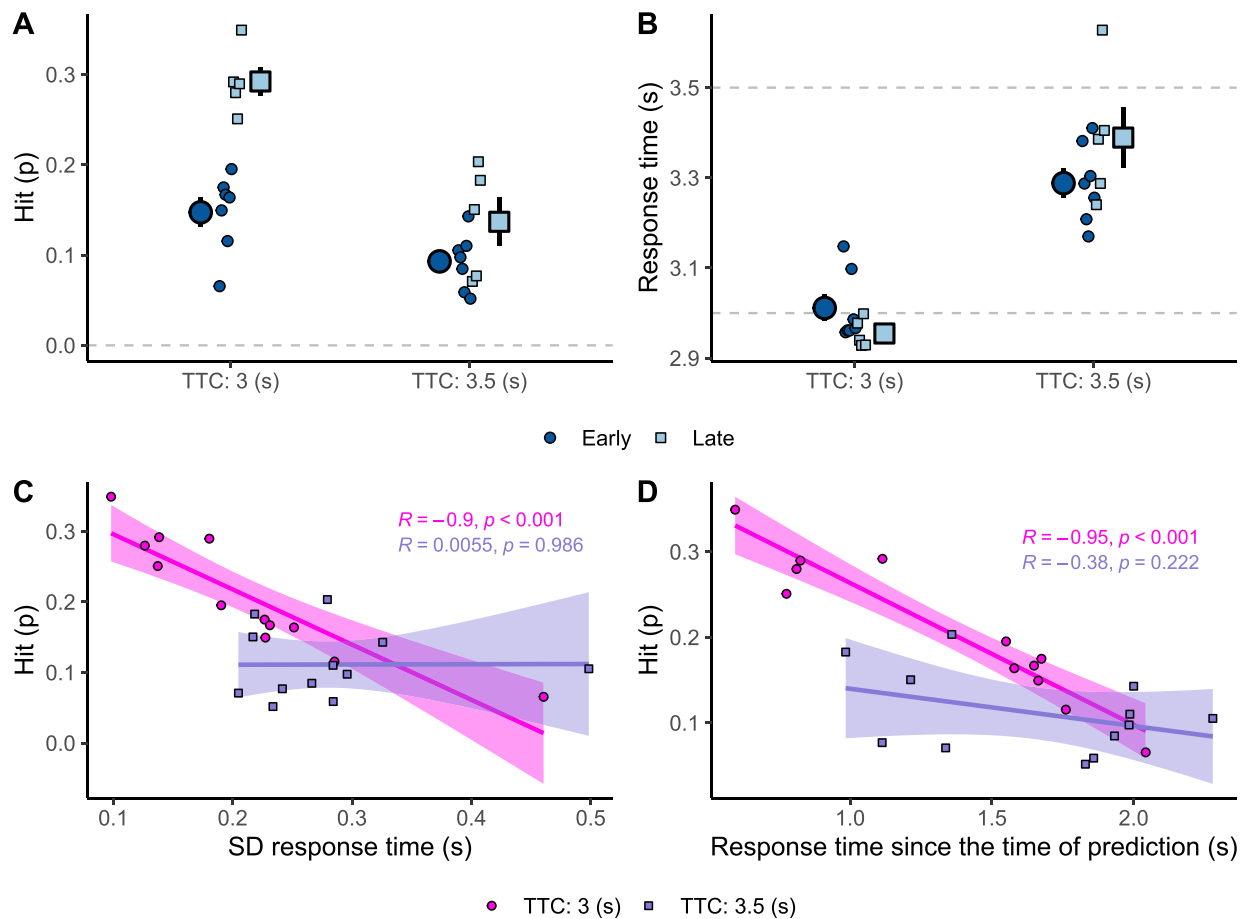 A
Hit (p)
0.3
0.2
0.1
0.0
TTC: 3 (s)
TTC: 3.5 (s)
B
Response time (s)
3.5
3.3
3.1
2.9
TTC: 3 (s)
TTC: 3.5 (s)
Early
Late
C
Hit (p)
0.3
0.2
0.1
0.0
R = −0.9, p < 0.001
R = 0.0055, p = 0.986
0.1
0.2
0.3
0.4
0.5
SD response time (s)
D
Hit (p)
0.3
0.2
0.1
R = −0.95, p < 0.001
R = −0.38, p = 0.222
1.0
1.5
2.0
Response time since the time of prediction (s)
TTC: 3 (s)
TTC: 3.5 (s)